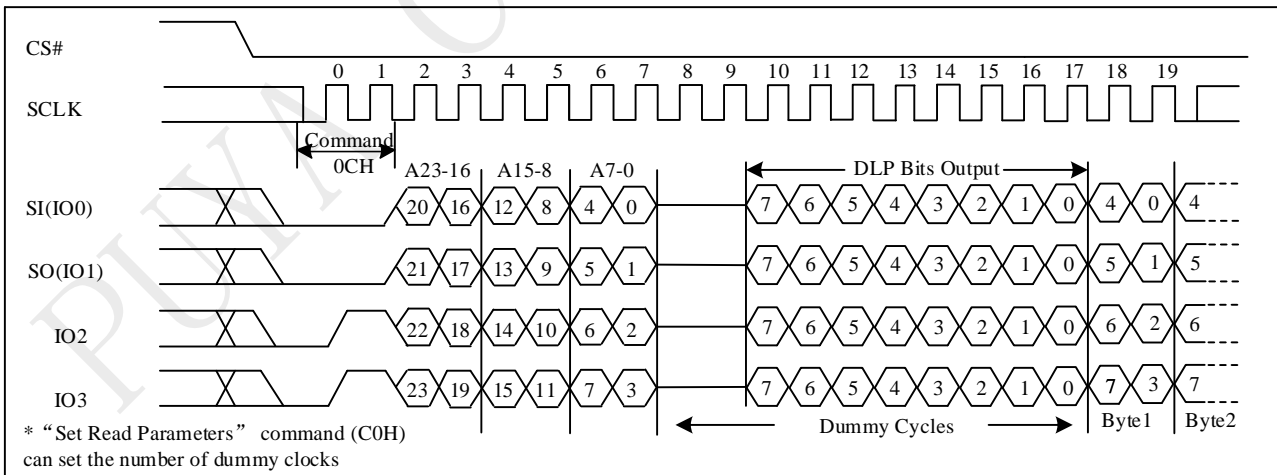 PUYA C
CS#
0 1 2 3 4 5 6 7 8 9 10 11 12 13 14 15 16 17 18 19
SCLK
Command
0CH
A23-16 A15-8 A7-0 DLP Bits Output
SI(IO0) 20 16 12 8 4 0 7 6 5 4 3 2 1 0 4 0 4
SO(IO1) 21 17 13 9 5 1 7 6 5 4 3 2 1 0 5 1 5
IO2 22 18 14 10 6 2 7 6 5 4 3 2 1 0 6 2 6
IO3 23 19 15 11 7 3 7 6 5 4 3 2 1 0 7 3 7
Dummy Cycles Byte1 Byte2
* “Set Read Parameters” command (C0H)
can set the number of dummy clocks